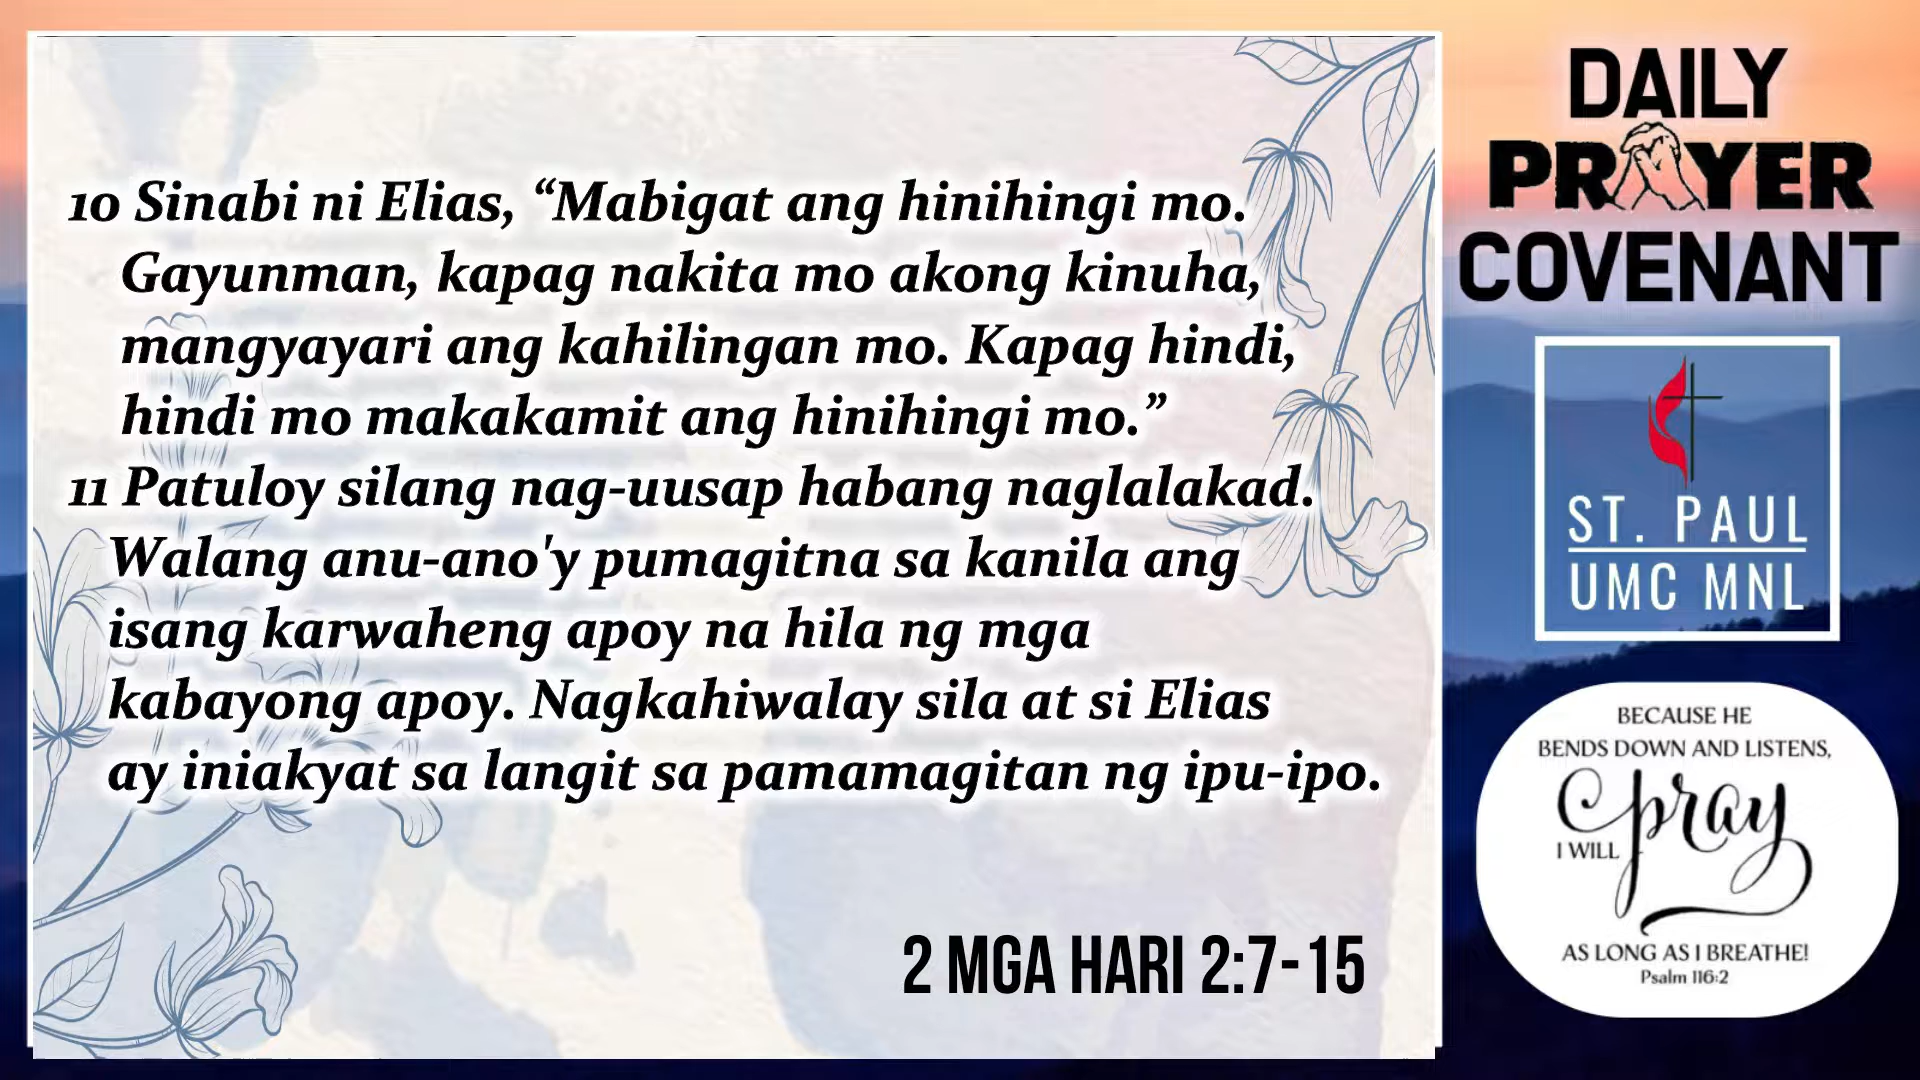 10 Sinabi ni Elias, “Mabigat ang hinihingi mo.
Gayunman, kapag nakita mo akong kinuha,
mangyayari ang kahilingan mo. Kapag hindi,
hindi mo makakamit ang hinihingi mo.”
11 Patuloy silang nag-uusap habang naglalakad.
Walang anu-ano'y pumagitna sa kanila ang
isang karwaheng apoy na hila ng mga
kabayong apoy. Nagkahiwalay sila at si Elias
ay iniakyat sa langit sa pamamagitan ng ipu-ipo.
2 MGA HARI 2:7-15
DAILY
PRAYER
COVENANT
ST. PAUL
UMC MNL
BECAUSE HE
BENDS DOWN AND LISTENS,
I WILL pray
AS LONG AS I BREATHE!
Psalm 116:2